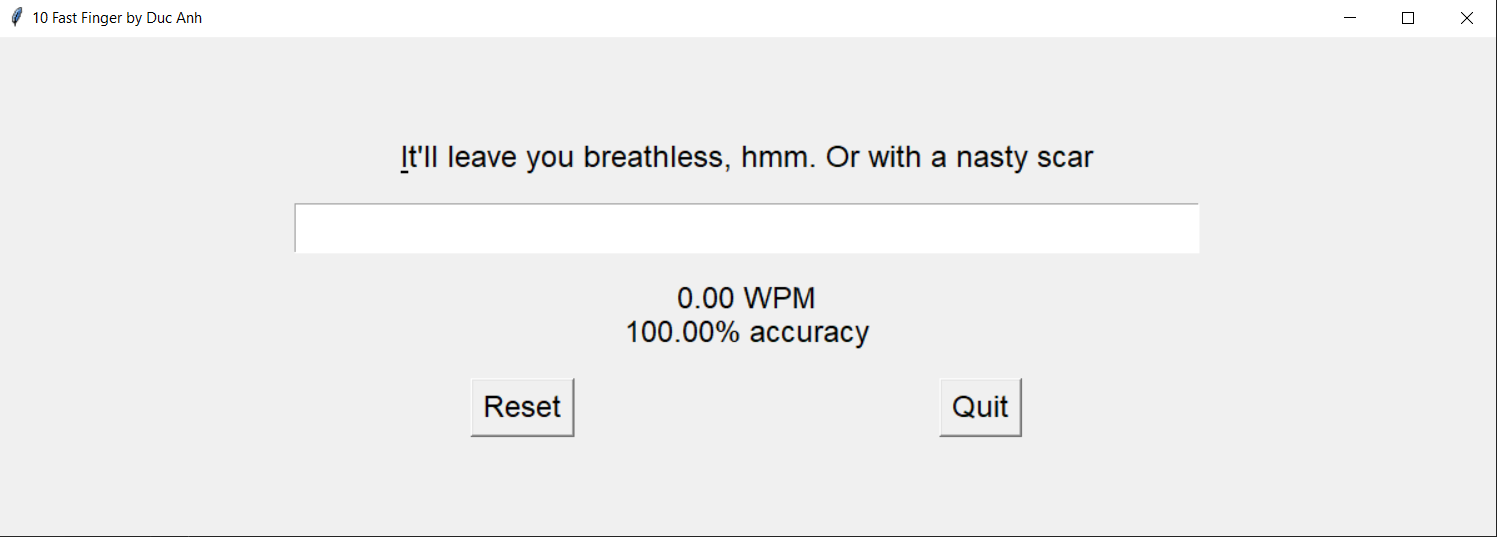 10 Fast Finger by Duc Anh
It'll leave you breathless, hmm. Or with a nasty scar
0.00 WPM
100.00% accuracy
Reset Quit